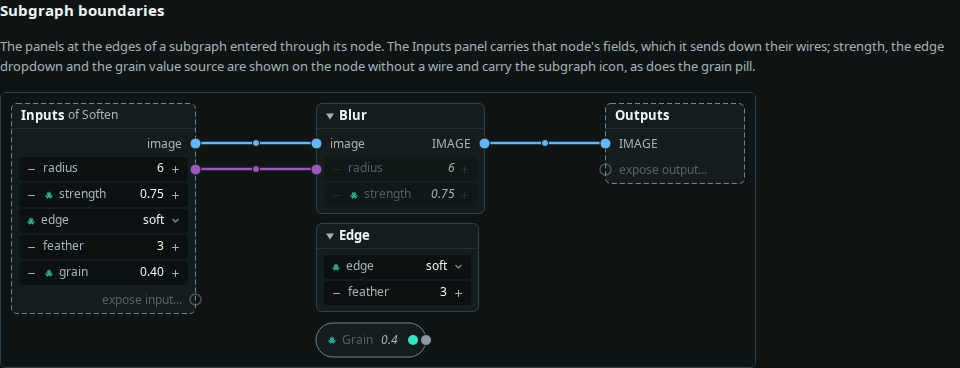 Subgraph boundaries
The panels at the edges of a subgraph entered through its node. The Inputs panel carries that node's fields, which it sends down their wires; strength, the edge
dropdown and the grain value source are shown on the node without a wire and carry the subgraph icon, as does the grain pill.
Inputs of Soften
image
− radius 6 +
− strength 0.75 +
edge soft
− feather 3 +
− grain 0.40 +
expose input...
Blur
image IMAGE
− radius 6 +
− strength 0.75 +
Edge
edge soft
− feather 3 +
Grain 0.4
Outputs
IMAGE
expose output...